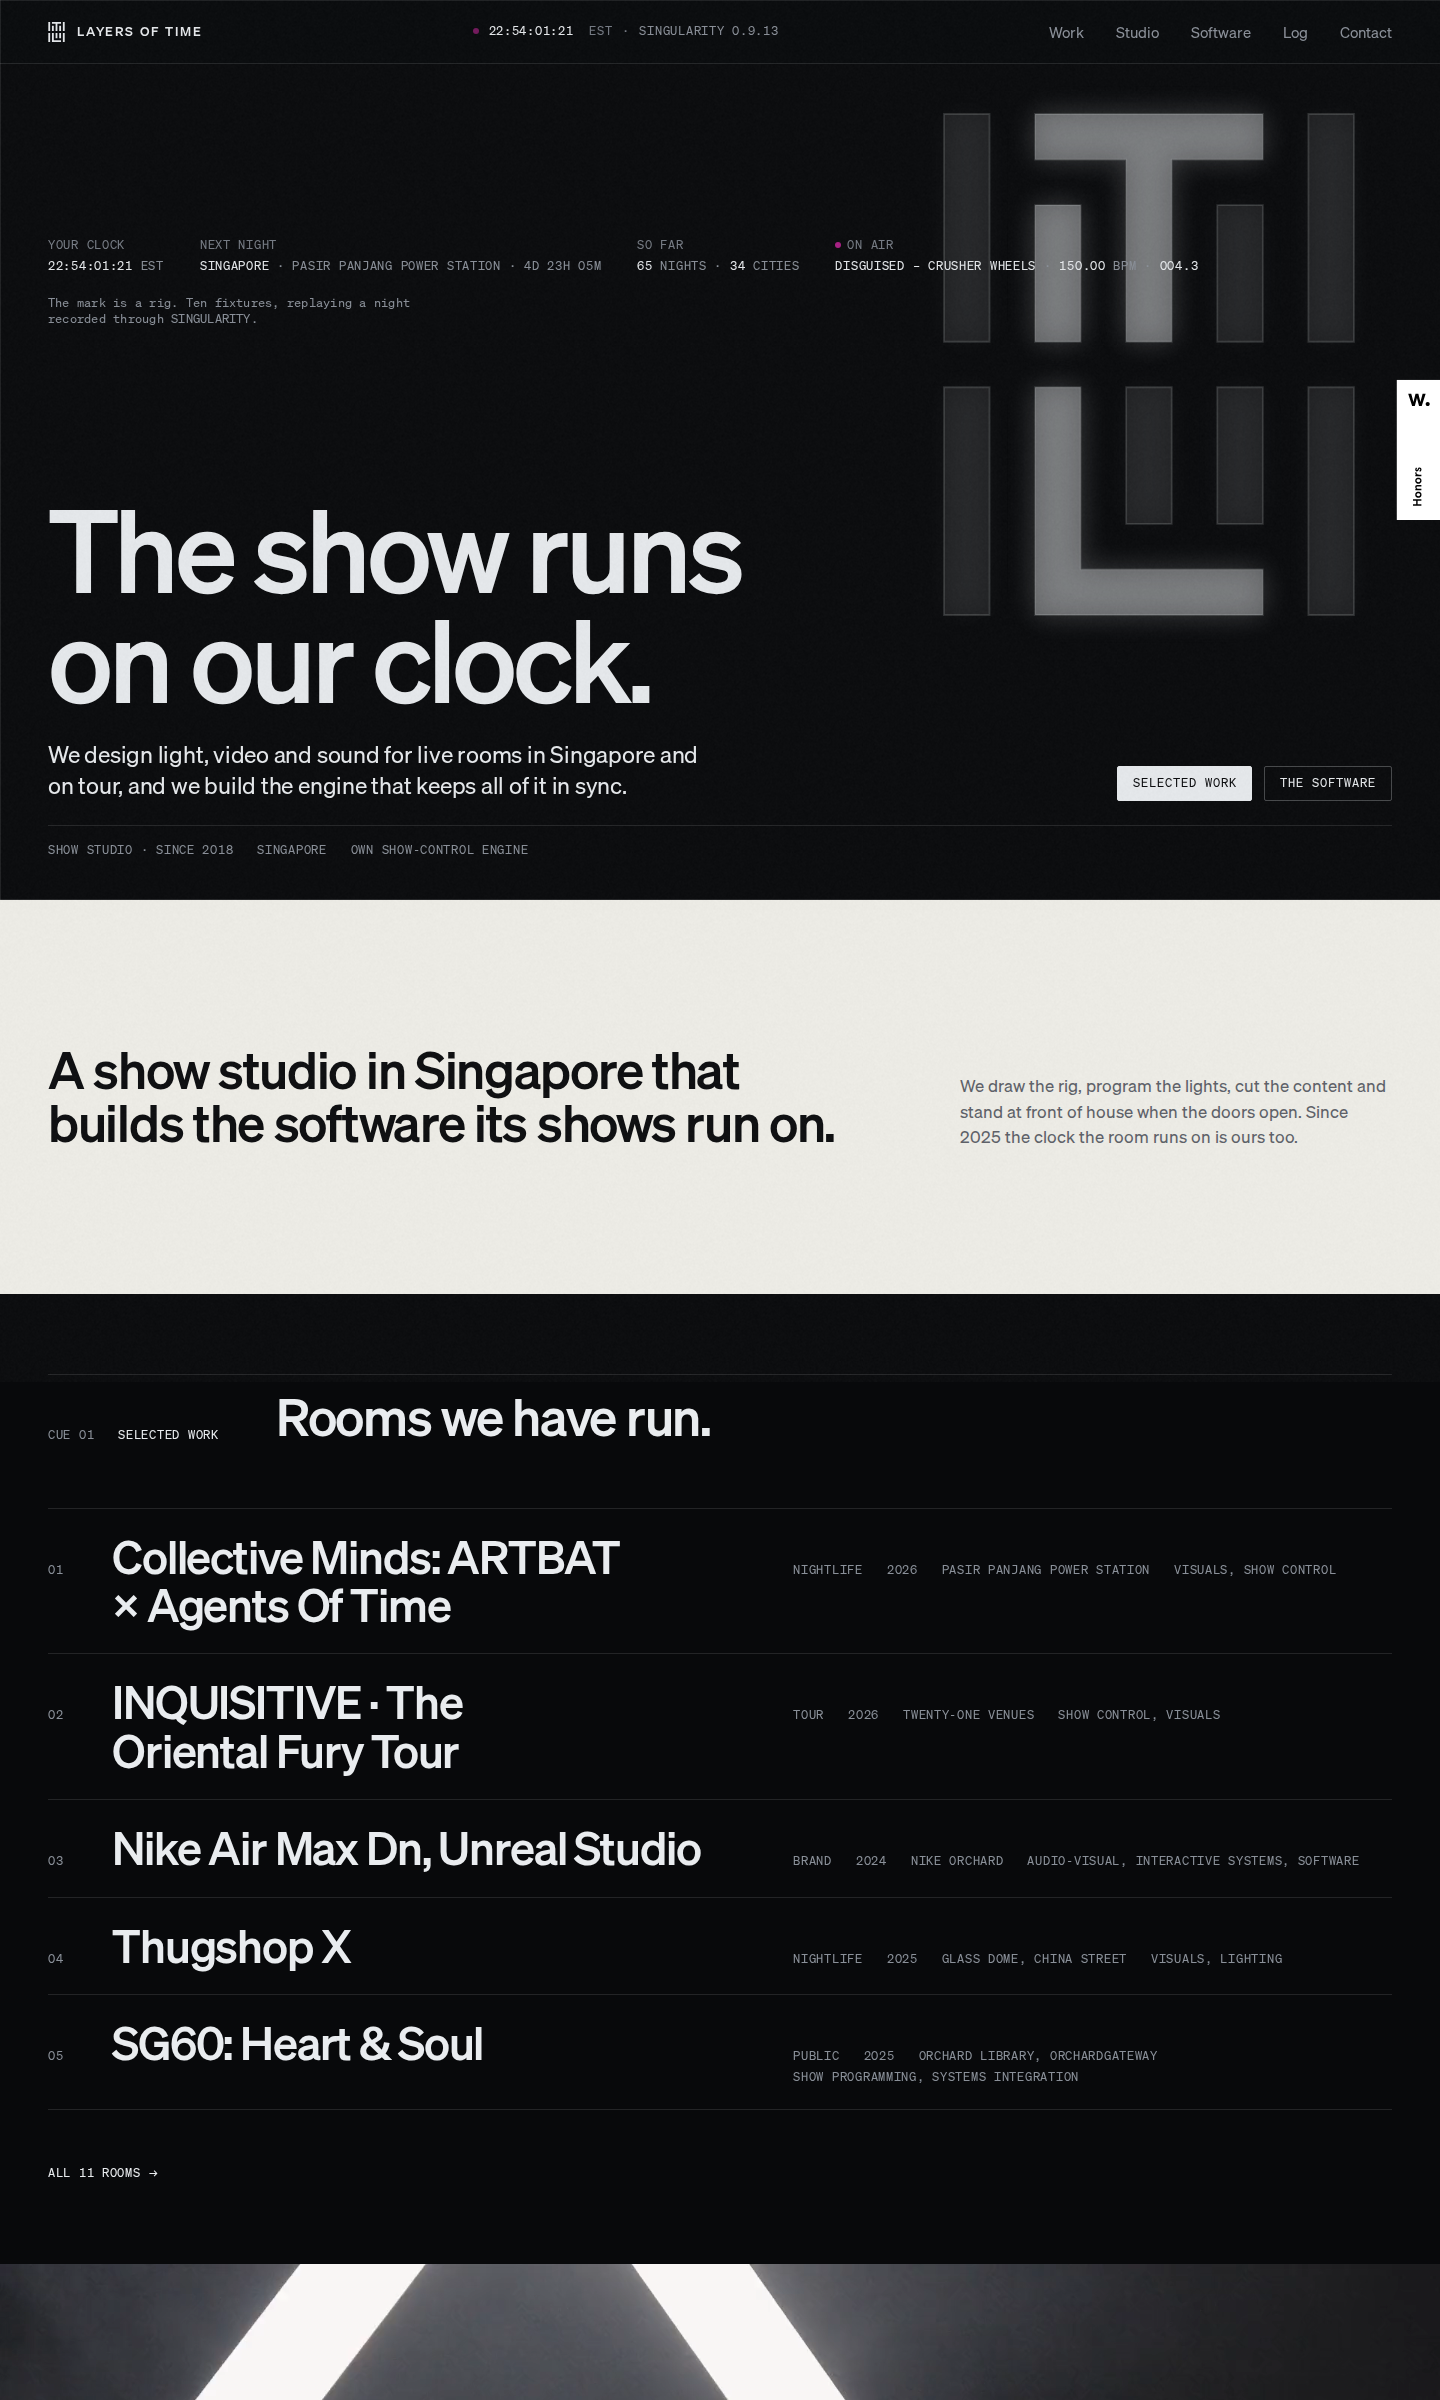 LAYERS OF TIME
22:54:01:21 EST · SINGULARITY 0.9.13
Work Studio Software Log Contact
YOUR CLOCK
22:54:01:21 EST
NEXT NIGHT
SINGAPORE · PASIR PANJANG POWER STATION · 4D 23H 05M
SO FAR
65 NIGHTS · 34 CITIES
ON AIR
DISGUISED – CRUSHER WHEELS · 150.00 BPM · 004.3
The mark is a rig. Ten fixtures, replaying a night
recorded through SINGULARITY.
W.
Honors
The show runs
on our clock.
We design light, video and sound for live rooms in Singapore and
on tour, and we build the engine that keeps all of it in sync.
SELECTED WORK
THE SOFTWARE
SHOW STUDIO · SINCE 2018 SINGAPORE OWN SHOW-CONTROL ENGINE
A show studio in Singapore that
builds the software its shows run on.
We draw the rig, program the lights, cut the content and
stand at front of house when the doors open. Since
2025 the clock the room runs on is ours too.
CUE 01 SELECTED WORK
Rooms we have run.
01
Collective Minds: ARTBAT
× Agents Of Time
NIGHTLIFE 2026 PASIR PANJANG POWER STATION VISUALS, SHOW CONTROL
02
INQUISITIVE · The
Oriental Fury Tour
TOUR 2026 TWENTY-ONE VENUES SHOW CONTROL, VISUALS
03
Nike Air Max Dn, Unreal Studio
BRAND 2024 NIKE ORCHARD AUDIO-VISUAL, INTERACTIVE SYSTEMS, SOFTWARE
04
Thugshop X
NIGHTLIFE 2025 GLASS DOME, CHINA STREET VISUALS, LIGHTING
05
SG60: Heart & Soul
PUBLIC 2025 ORCHARD LIBRARY, ORCHARDGATEWAY
SHOW PROGRAMMING, SYSTEMS INTEGRATION
ALL 11 ROOMS →